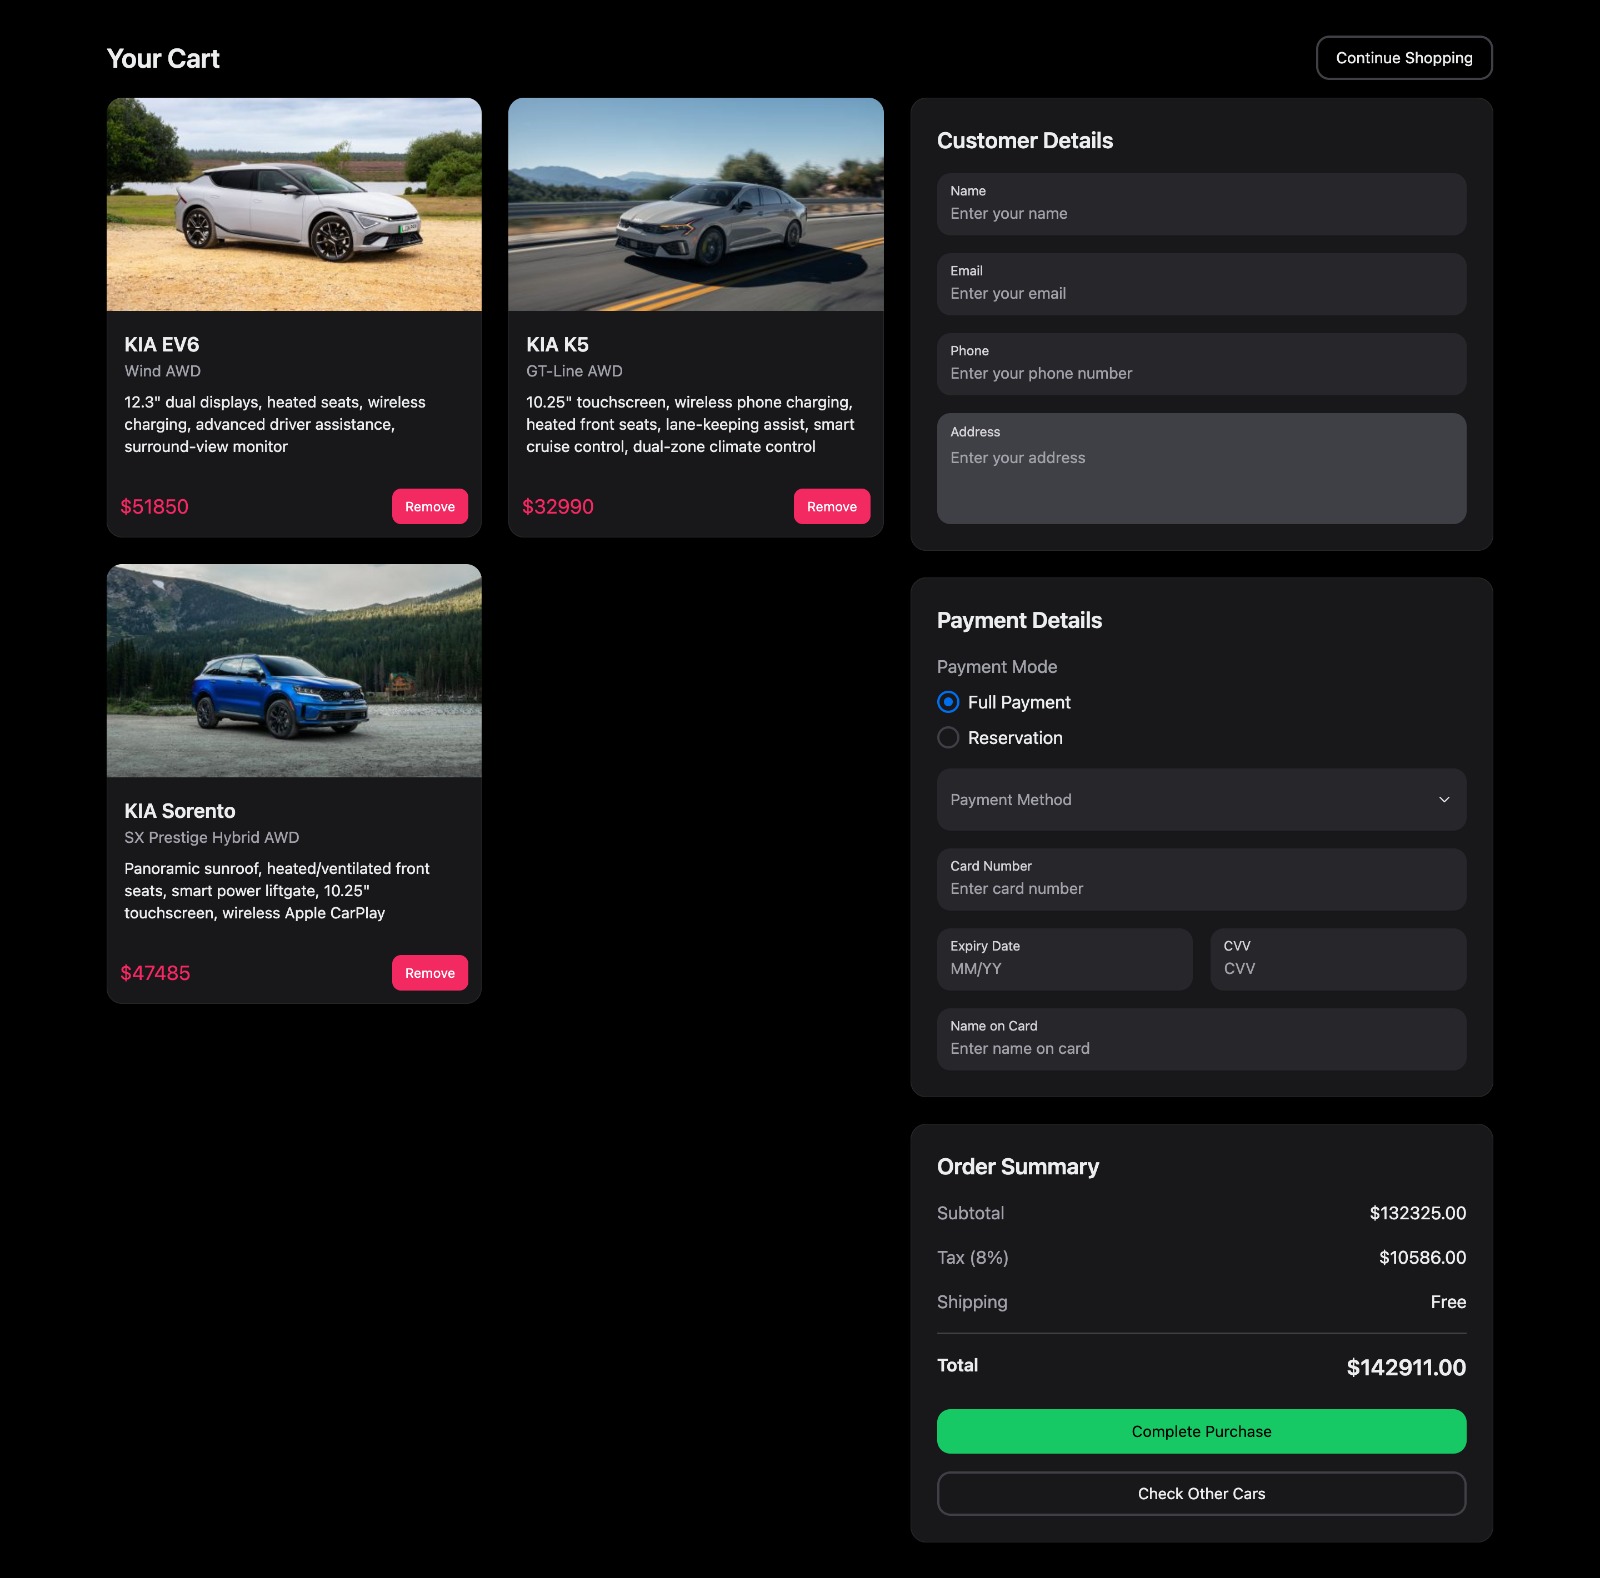 Your Cart
Continue Shopping
KIA EV6
Wind AWD
12.3" dual displays, heated seats, wireless
charging, advanced driver assistance,
surround-view monitor
$51850
Remove
KIA K5
GT-Line AWD
10.25" touchscreen, wireless phone charging,
heated front seats, lane-keeping assist, smart
cruise control, dual-zone climate control
$32990
Remove
KIA Sorento
SX Prestige Hybrid AWD
Panoramic sunroof, heated/ventilated front
seats, smart power liftgate, 10.25"
touchscreen, wireless Apple CarPlay
$47485
Remove
Customer Details
Name
Enter your name
Email
Enter your email
Phone
Enter your phone number
Address
Enter your address
Payment Details
Payment Mode
Full Payment
Reservation
Payment Method
Card Number
Enter card number
Expiry Date
MM/YY
CVV
CVV
Name on Card
Enter name on card
Order Summary
Subtotal
$132325.00
Tax (8%)
$10586.00
Shipping
Free
Total
$142911.00
Complete Purchase
Check Other Cars